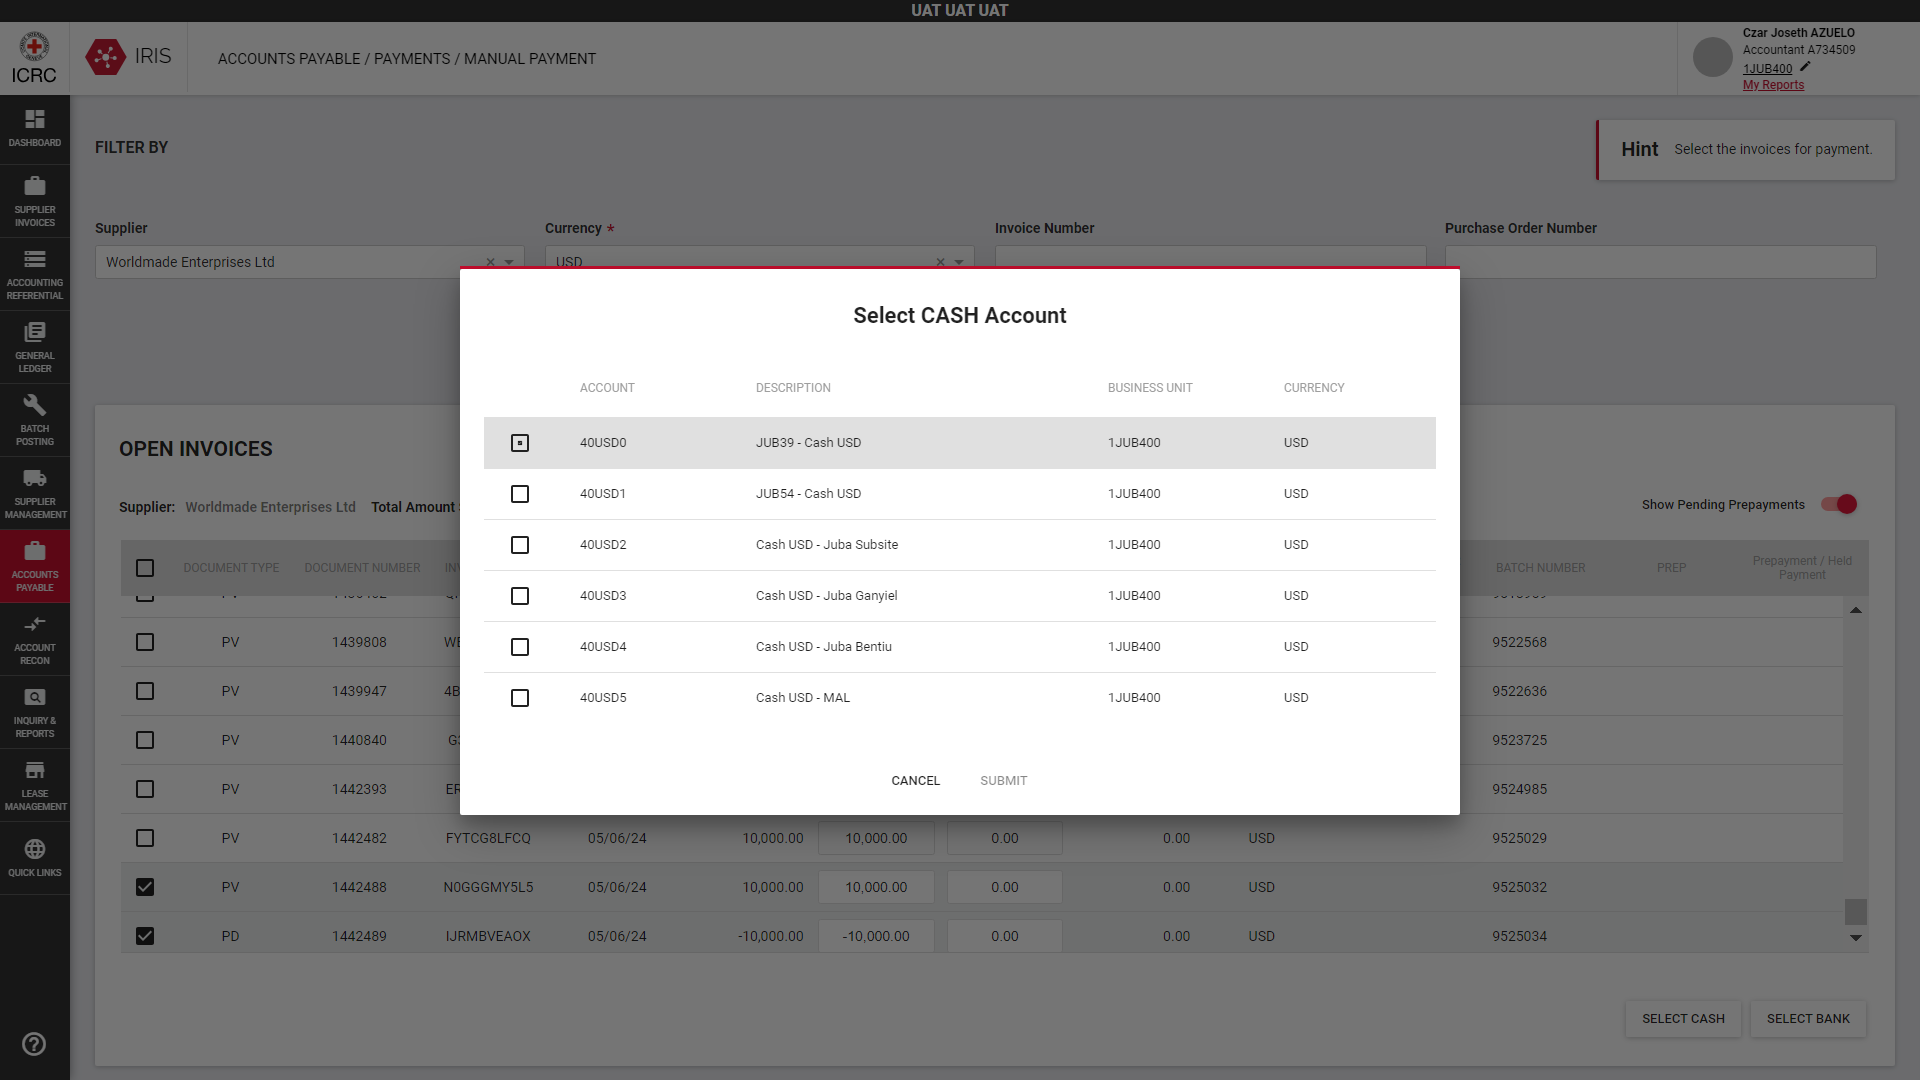 UAT UAT UAT
ICRC
IRIS
ACCOUNTS PAYABLE / PAYMENTS / MANUAL PAYMENT
Czar Joseth AZUELO
Accountant A734509
1JUB400
My Reports
DASHBOARD
SUPPLIER
INVOICES
ACCOUNTING
REFERENTIAL
GENERAL
LEDGER
BATCH
POSTING
SUPPLIER
MANAGEMENT
ACCOUNTS
PAYABLE
ACCOUNT
RECON
INQUIRY &
REPORTS
LEASE
MANAGEMENT
QUICK LINKS
FILTER BY
Hint Select the invoices for payment.
Supplier Currency * Invoice Number Purchase Order Number
Worldmade Enterprises Ltd USD
Select CASH Account
ACCOUNT DESCRIPTION BUSINESS UNIT CURRENCY
40USD0 JUB39 - Cash USD 1JUB400 USD
40USD1 JUB54 - Cash USD 1JUB400 USD
40USD2 Cash USD - Juba Subsite 1JUB400 USD
40USD3 Cash USD - Juba Ganyiel 1JUB400 USD
40USD4 Cash USD - Juba Bentiu 1JUB400 USD
40USD5 Cash USD - MAL 1JUB400 USD
CANCEL SUBMIT
OPEN INVOICES
Supplier: Worldmade Enterprises Ltd Total Amount
Show Pending Prepayments
DOCUMENT TYPE DOCUMENT NUMBER BATCH NUMBER PREP Prepayment / Held
Payment
PV 1439808 9522568
PV 1439947 9522636
PV 1440840 9523725
PV 1442393 9524985
PV 1442482 FYTCG8LFCQ 05/06/24 10,000.00 10,000.00 0.00 0.00 USD 9525029
PV 1442488 N0GGGMY5L5 05/06/24 10,000.00 10,000.00 0.00 0.00 USD 9525032
PD 1442489 IJRMBVEAOX 05/06/24 -10,000.00 -10,000.00 0.00 0.00 USD 9525034
SELECT CASH SELECT BANK